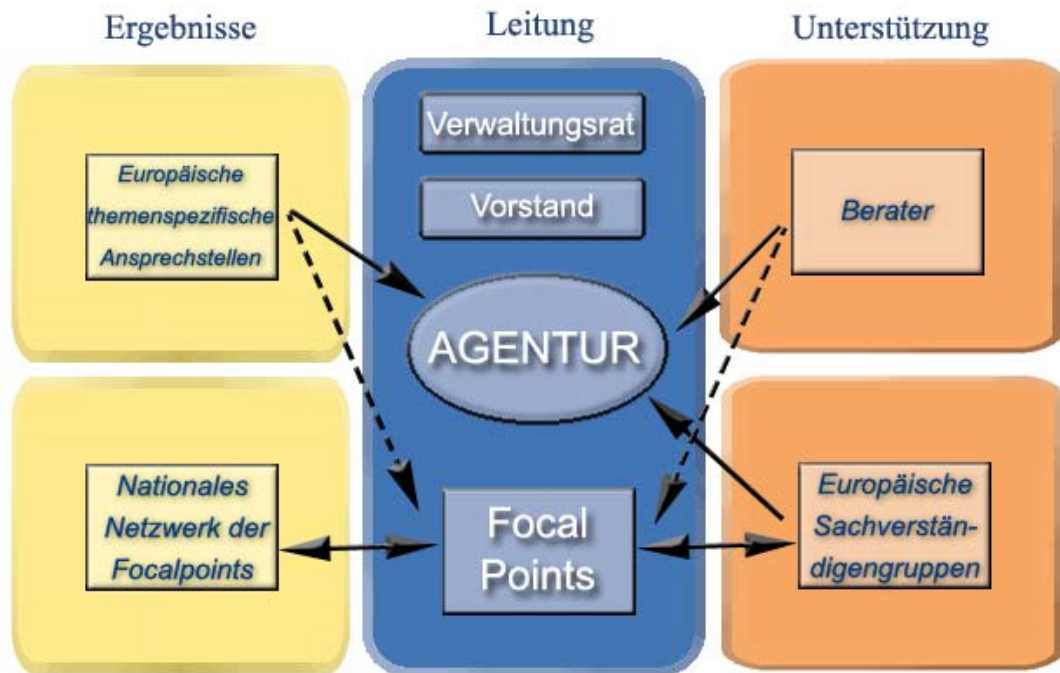 Ergebnisse
Leitung
Unterstützung
Europäische
themenspezifische
Ansprechstellen
Verwaltungsrat
Vorstand
AGENTUR
Berater
Nationales
Netzwerk der
Focalpoints
Focal
Points
Europäische
Sachverstän-
digengruppen